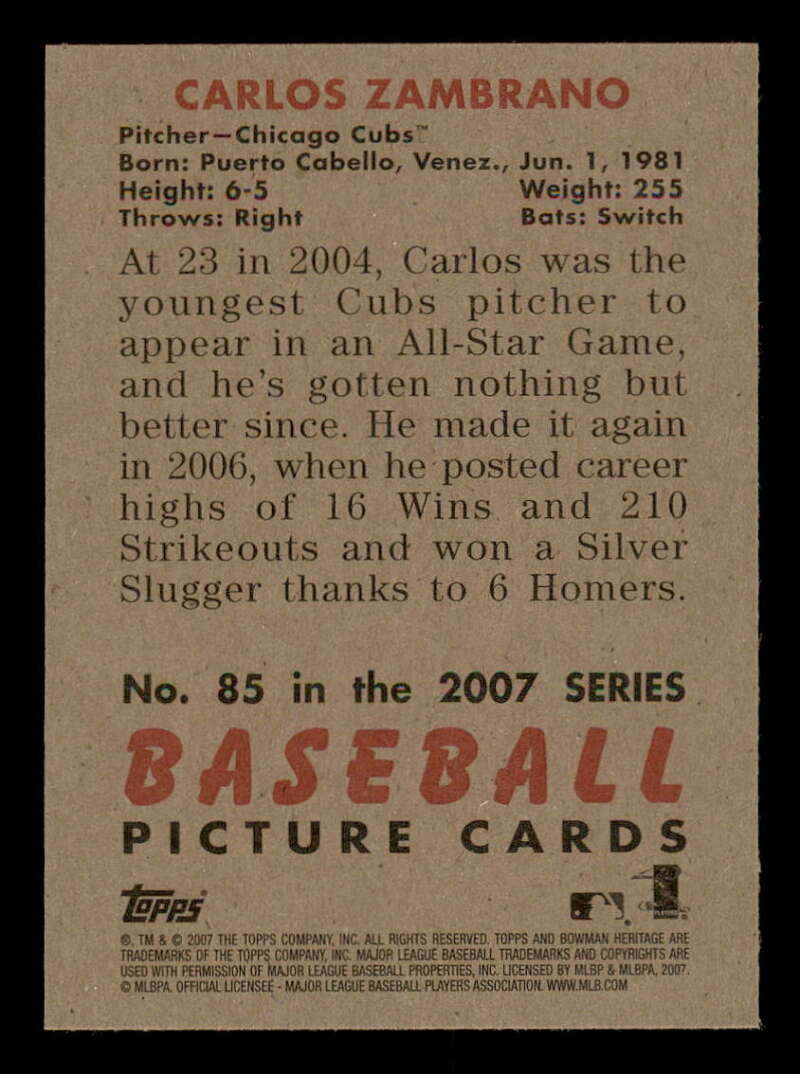 CARLOS ZAMBRANO
Pitcher—Chicago Cubs™
Born: Puerto Cabello, Venez., Jun. 1, 1981
Height: 6-5 Weight: 255
Throws: Right Bats: Switch
At 23 in 2004, Carlos was the
youngest Cubs pitcher to
appear in an All-Star Game,
and he's gotten nothing but
better since. He made it again
in 2006, when he posted career
highs of 16 Wins and 210
Strikeouts and won a Silver
Slugger thanks to 6 Homers.
No. 85 in the 2007 SERIES
BASEBALL
PICTURE CARDS
TOPPS
®, TM & © 2007 THE TOPPS COMPANY, INC. ALL RIGHTS RESERVED. TOPPS AND BOWMAN HERITAGE ARE
TRADEMARKS OF THE TOPPS COMPANY, INC. MAJOR LEAGUE BASEBALL TRADEMARKS AND COPYRIGHTS ARE
USED WITH PERMISSION OF MAJOR LEAGUE BASEBALL PROPERTIES, INC. LICENSED BY MLBP & MLBPA, 2007.
© MLBPA. OFFICIAL LICENSEE - MAJOR LEAGUE BASEBALL PLAYERS ASSOCIATION. WWW.MLB.COM